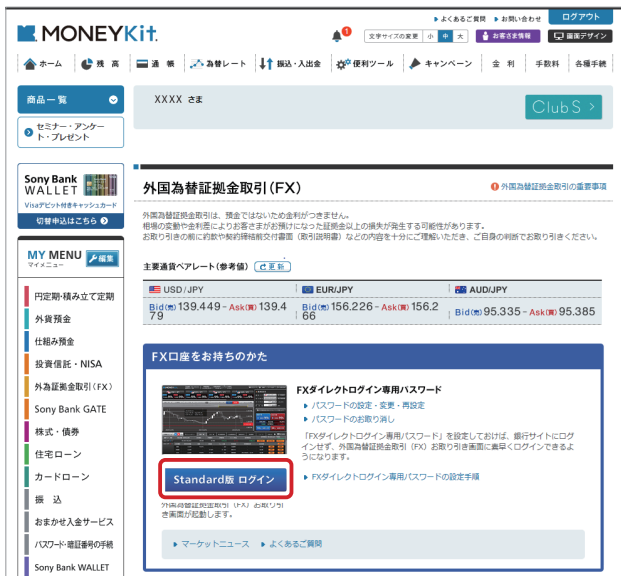 よくあるご質問 お問い合わせ ログアウト
MONEYKit.
1
文字サイズの変更 小 中 大 お客さま情報 画面デザイン
ホーム 残 高 通 帳 為替レート 振込・入出金 便利ツール キャンペーン 金 利 手数料 各種手続
商品一覧
XXXX さま
Club S >
セミナー・アンケー
ト・プレゼント
Sony Bank
WALLET
Visaデビット付きキャッシュカード
切替申込はこちら
外国為替証拠金取引(FX)
外国為替証拠金取引の重要事項
外国為替証拠金取引は、預金ではないため金利がつきません。
相場の変動や金利差によりお客さまがお預けになった証拠金以上の損失が発生する可能性があります。
お取り引きの前に約款や契約締結前交付書面(取引説明書)などの内容を十分にご理解いただき、ご自身の判断でお取り引きください。
MY MENU 編集
マイメニュー
主要通貨ペアレート(参考値) 更新
USD/JPY EUR/JPY AUD/JPY
Bid(売)139.449-Ask(買)139.4
79
Bid(売)156.226-Ask(買)156.2
66
Bid(売)95.335-Ask(買)95.385
円定期・積み立て定期
外貨預金
仕組み預金
投資信託・NISA
外為証拠金取引(FX)
Sony Bank GATE
株式・債券
住宅ローン
カードローン
振 込
おまかせ入金サービス
パスワード・暗証番号の手続
Sony Bank WALLET
FX口座をお持ちのかた
FXダイレクトログイン専用パスワード
パスワードの設定・変更・再設定
パスワードのお取り消し
「FXダイレクトログイン専用パスワード」を設定しておけば、銀行サイトにログ
インせず、外国為替証拠金取引(FX)お取り引き画面に素早くログインできるよ
うになります。
FXダイレクトログイン専用パスワードの設定手順
Standard版 ログイン
外国為替証拠金取引(FX)お取り引
き画面が起動します。
マーケットニュース よくあるご質問